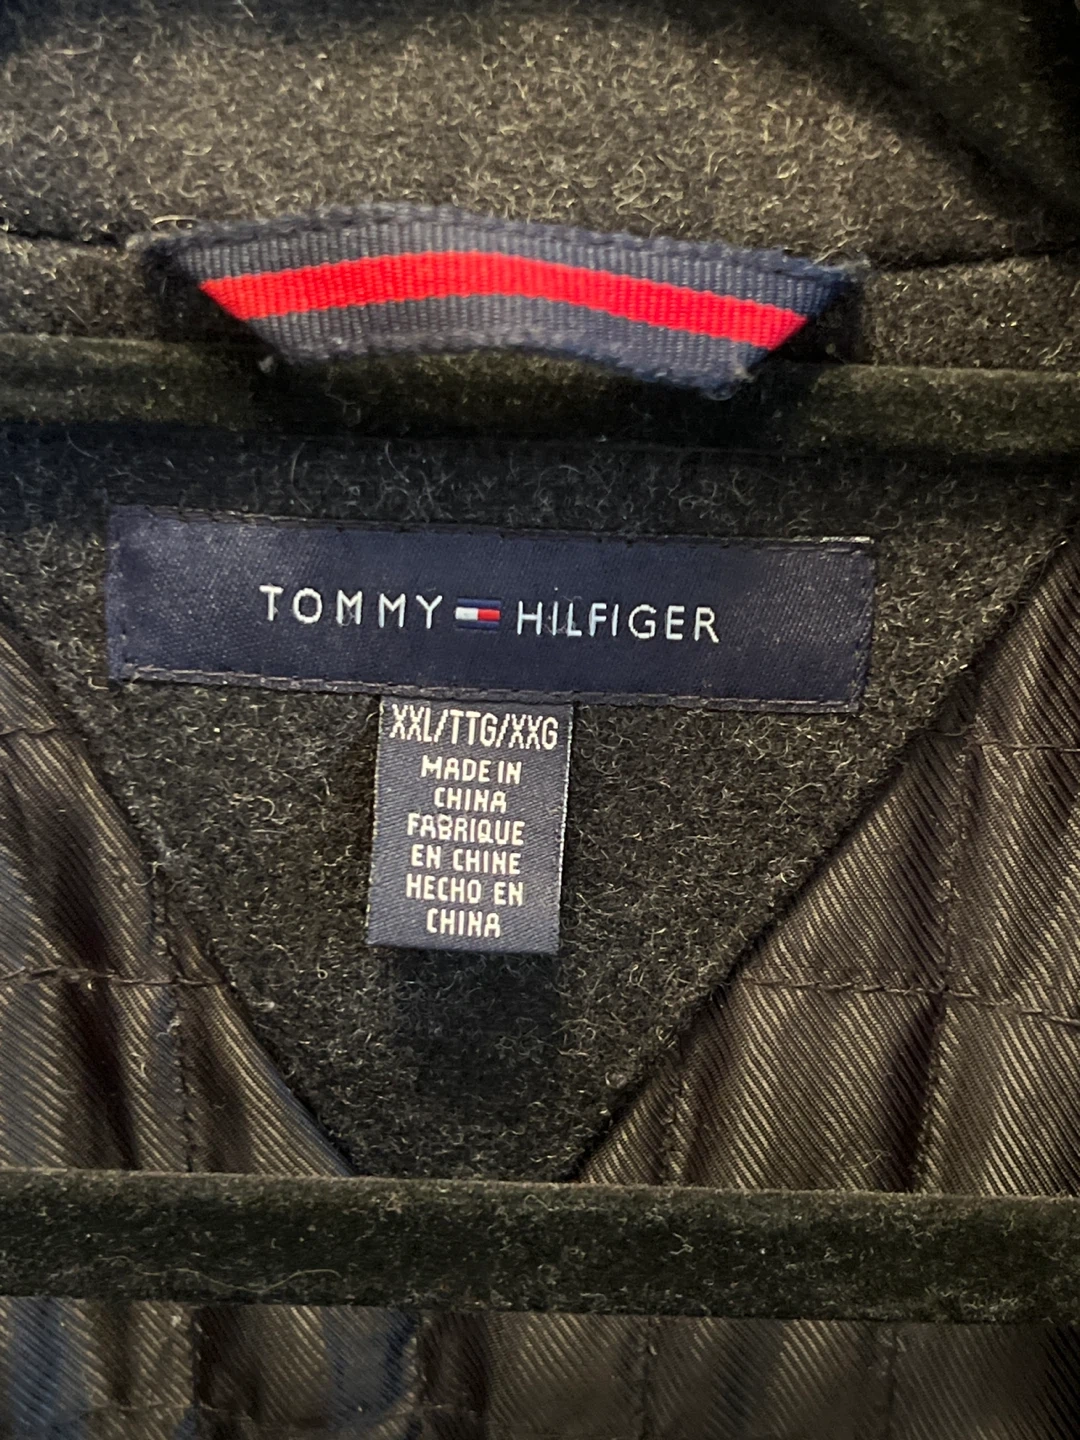 TOMMY HILFIGER
XXL/TTG/XXG
MADE IN
CHINA
FABRIQUE
EN CHINE
HECHO EN
CHINA